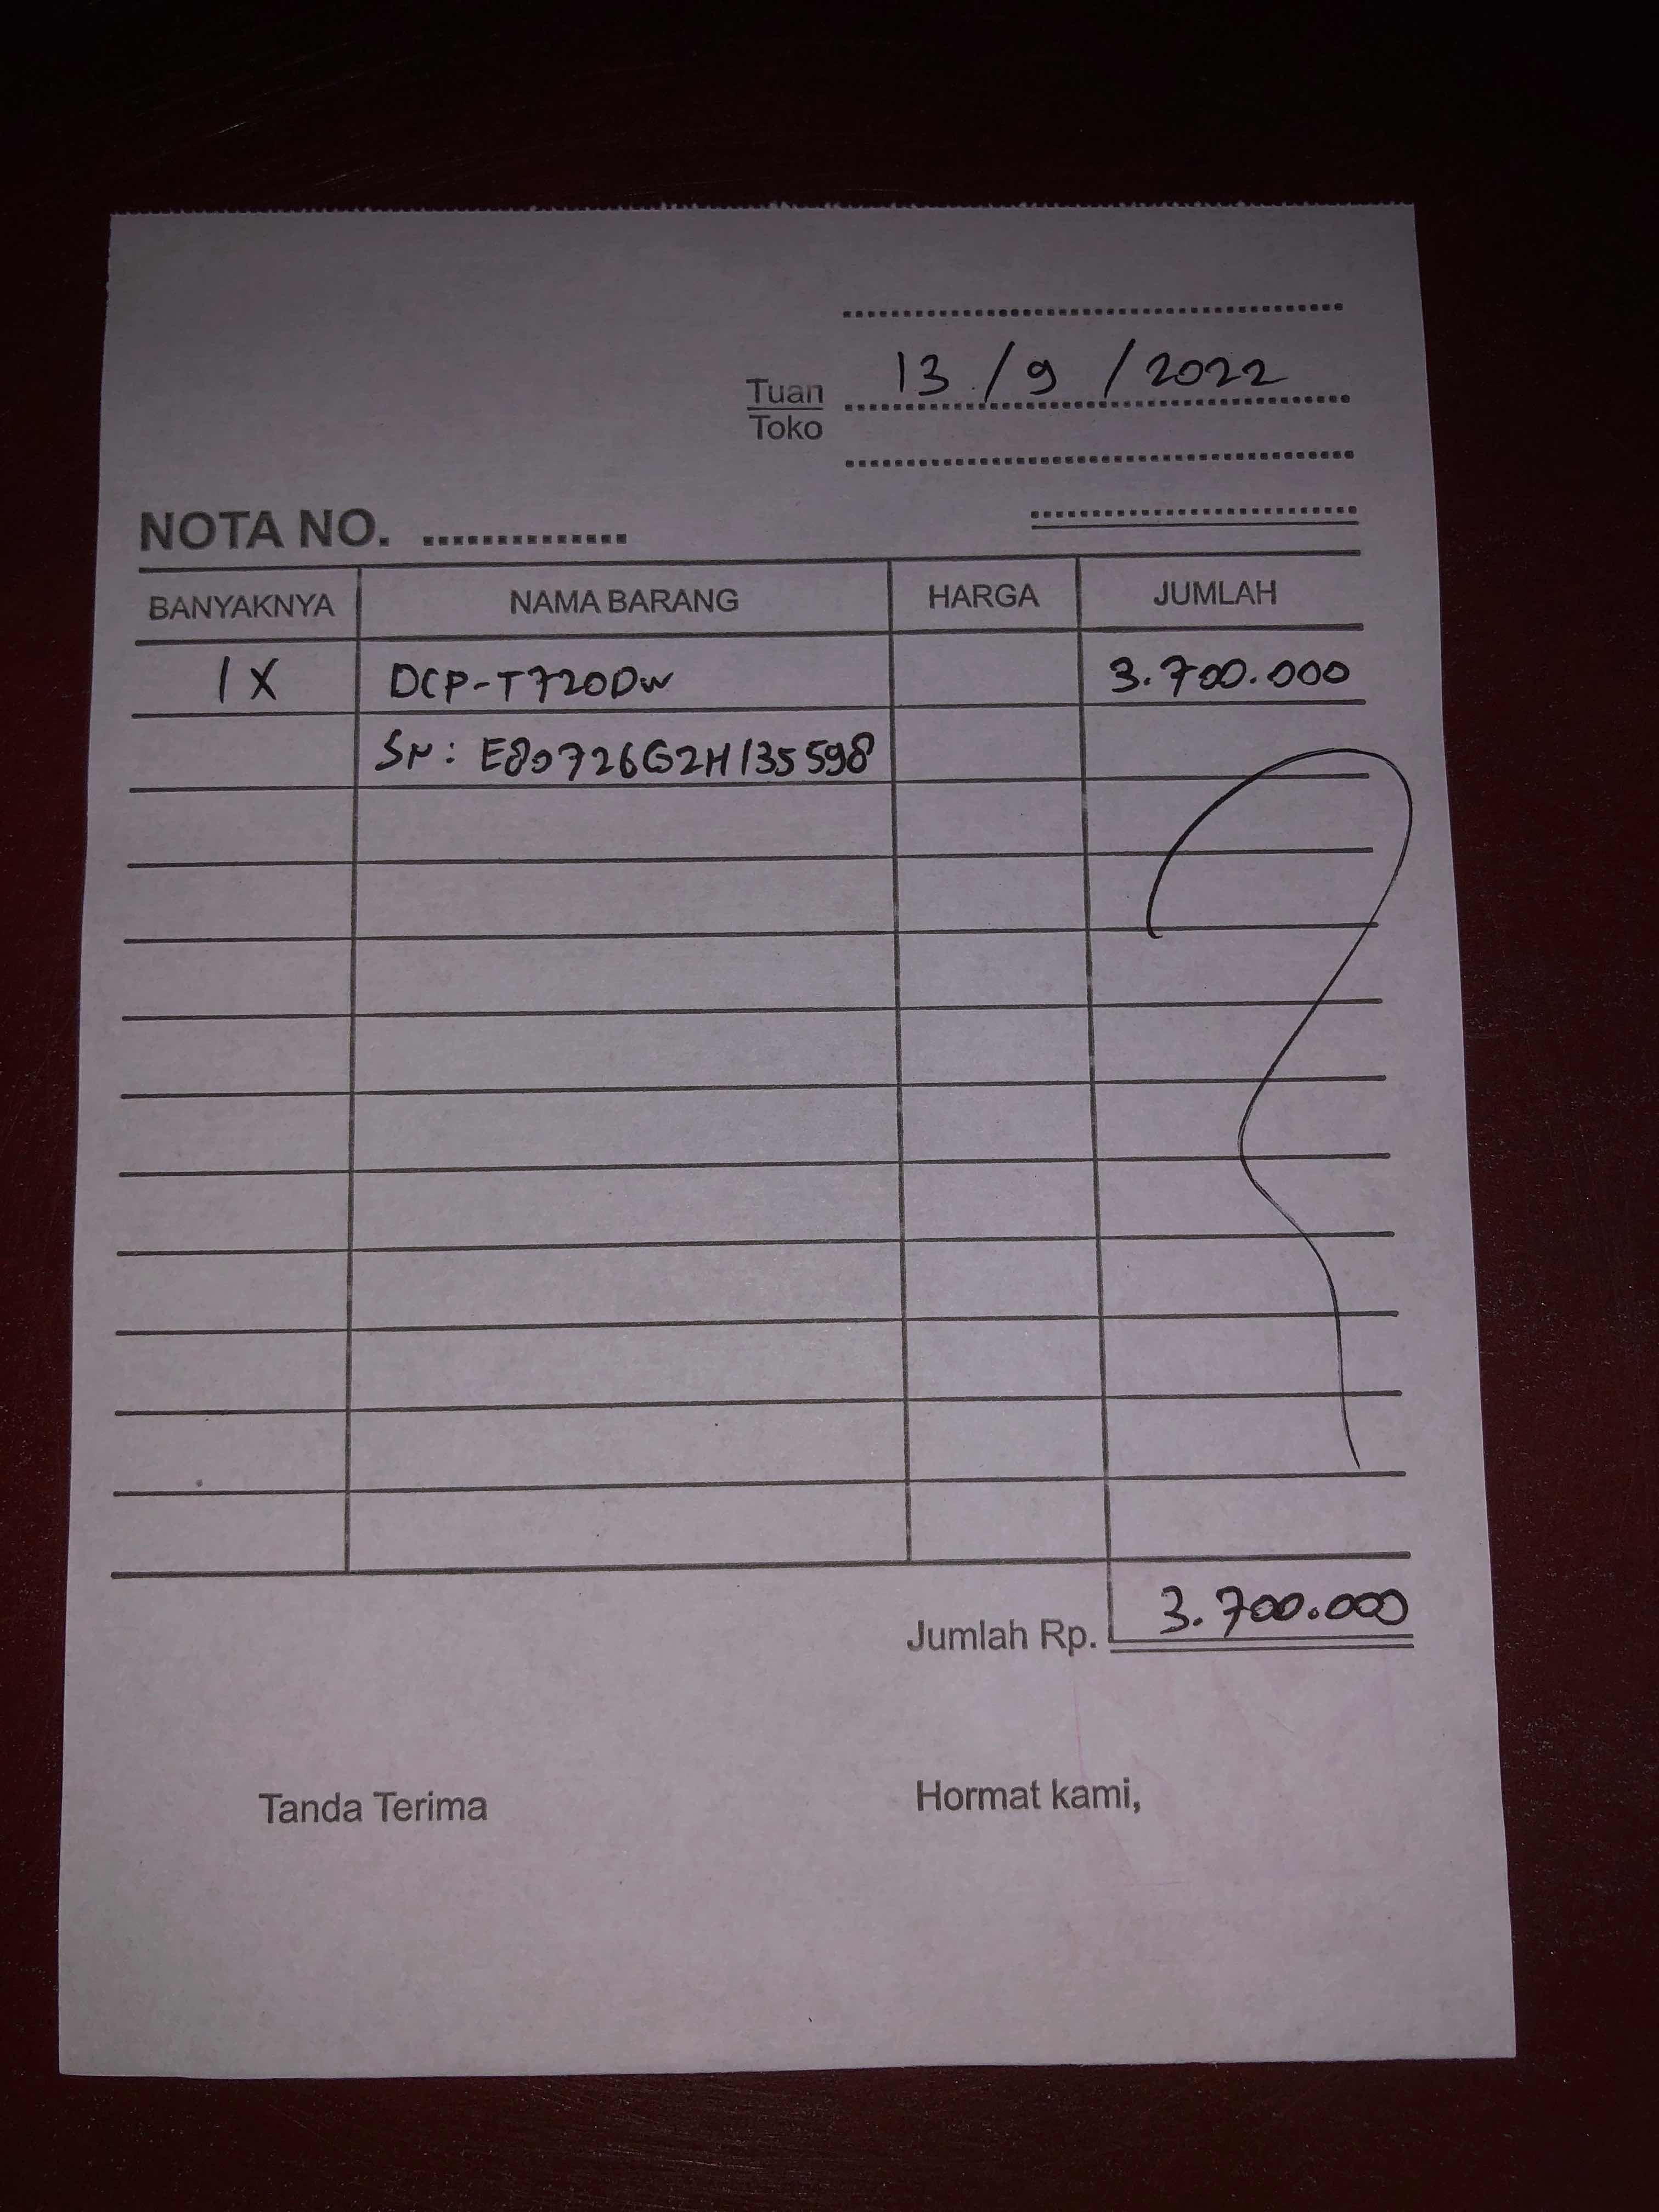 13/9/2022
Tuan
Toko
NOTA NO. ...............
BANYAKNYA NAMA BARANG HARGA JUMLAH
1X DCP-T720DW 3.700.000
SN: E80726G2H135598
Jumlah Rp. 3.700.000
Tanda Terima Hormat kami,